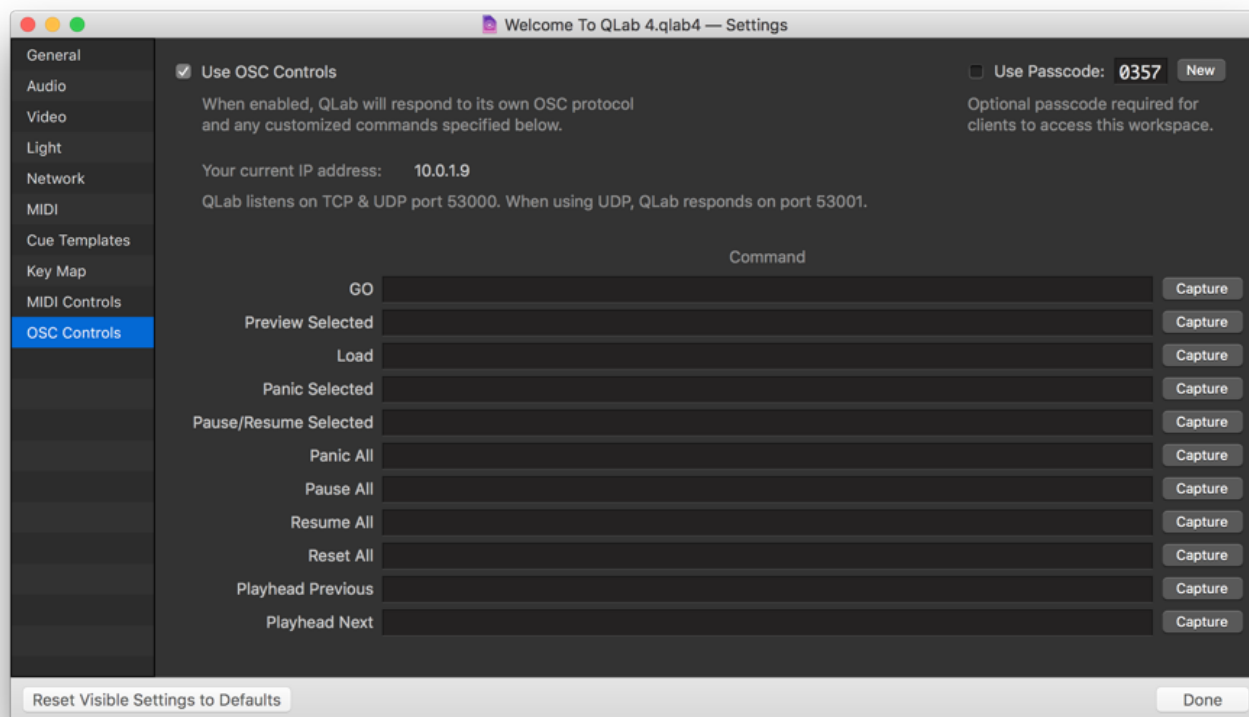 Welcome To QLab 4.qlab4 — Settings
General
Audio
Video
Light
Network
MIDI
Cue Templates
Key Map
MIDI Controls
OSC Controls
Use OSC Controls
When enabled, QLab will respond to its own OSC protocol
and any customized commands specified below.
Use Passcode: 0357 New
Optional passcode required for
clients to access this workspace.
Your current IP address: 10.0.1.9
QLab listens on TCP & UDP port 53000. When using UDP, QLab responds on port 53001.
Command
GO Capture
Preview Selected Capture
Load Capture
Panic Selected Capture
Pause/Resume Selected Capture
Panic All Capture
Pause All Capture
Resume All Capture
Reset All Capture
Playhead Previous Capture
Playhead Next Capture
Reset Visible Settings to Defaults Done